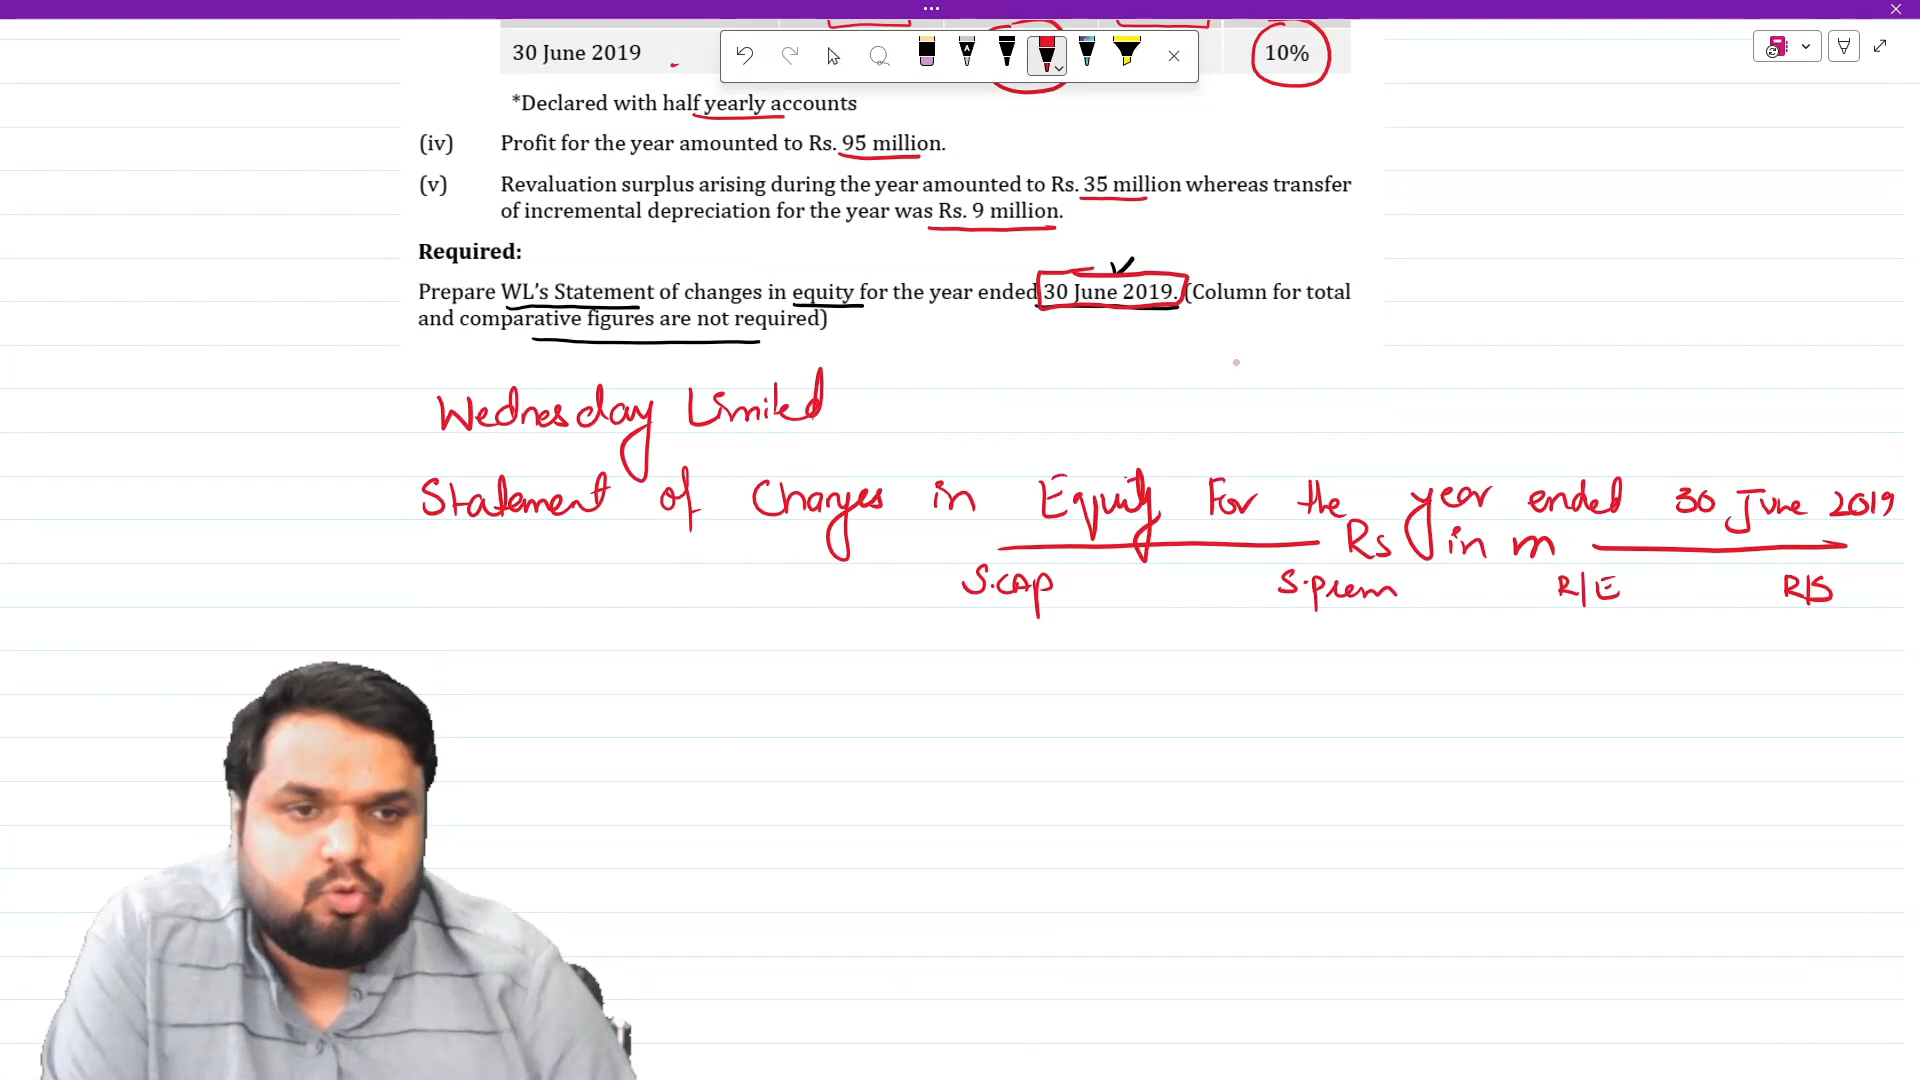 30 June 2019 10%
*Declared with half yearly accounts
(iv) Profit for the year amounted to Rs. 95 million.
(v) Revaluation surplus arising during the year amounted to Rs. 35 million whereas transfer
of incremental depreciation for the year was Rs. 9 million.
Required:
Prepare WL's Statement of changes in equity for the year ended 30 June 2019. (Column for total
and comparative figures are not required)
Wednesday Limited
Statement of Changes in Equity For the year ended 30 June 2019
Rs in m
S.CAP S.prem R/E R/S